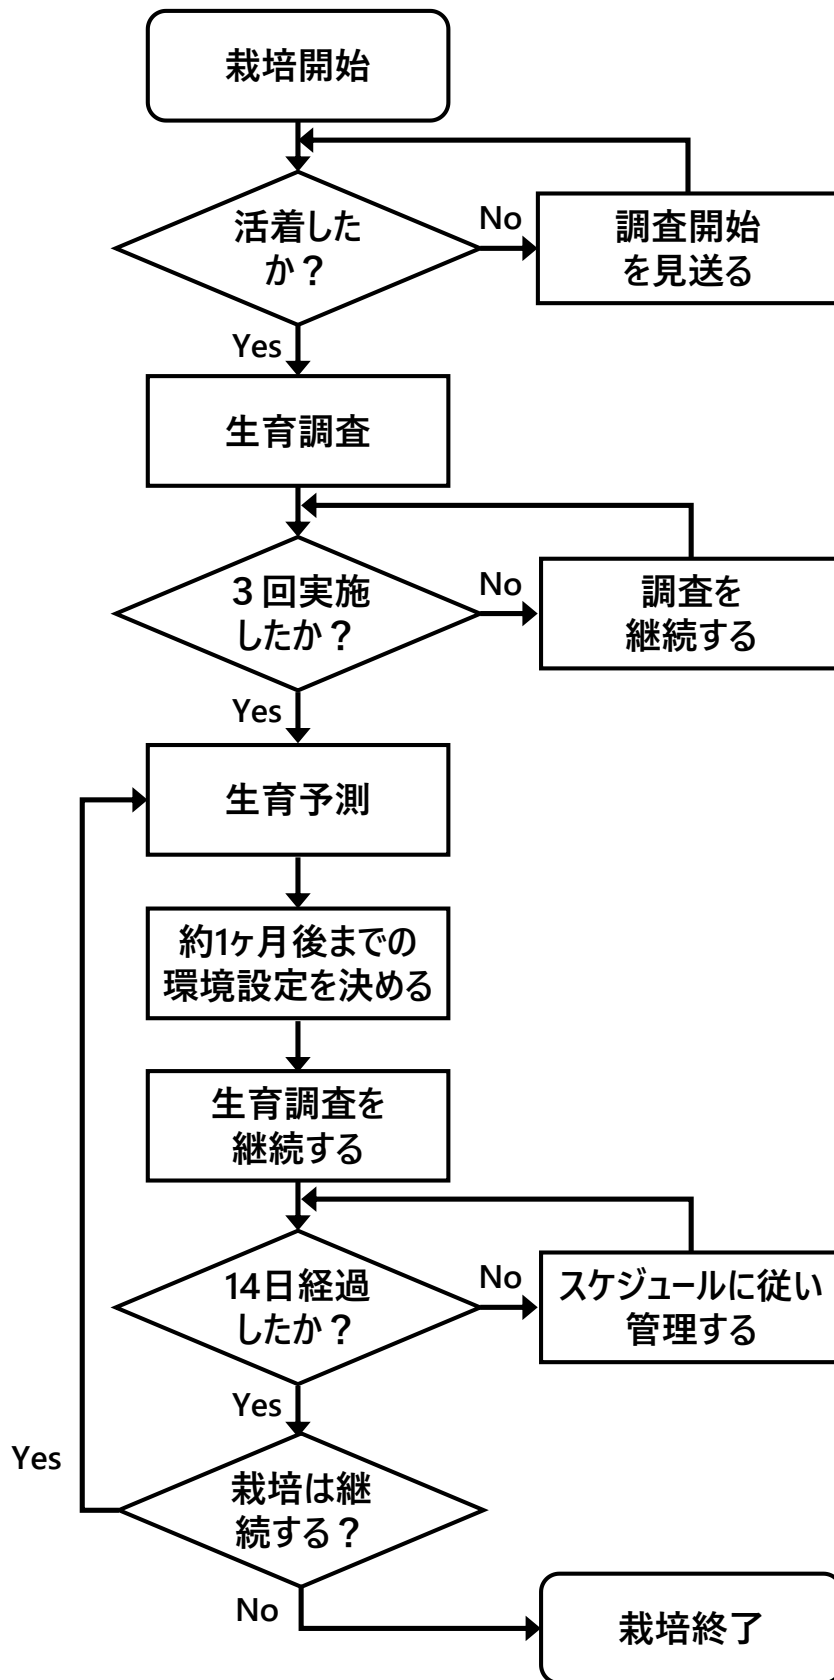 栽培開始
活着した
か？
No
調査開始
を見送る
Yes
生育調査
３回実施
したか？
No
調査を
継続する
Yes
生育予測
約1ヶ月後までの
環境設定を決める
生育調査を
継続する
14日経過
したか？
No
スケジュールに従い
管理する
Yes
Yes
栽培は継
続する？
No
栽培終了